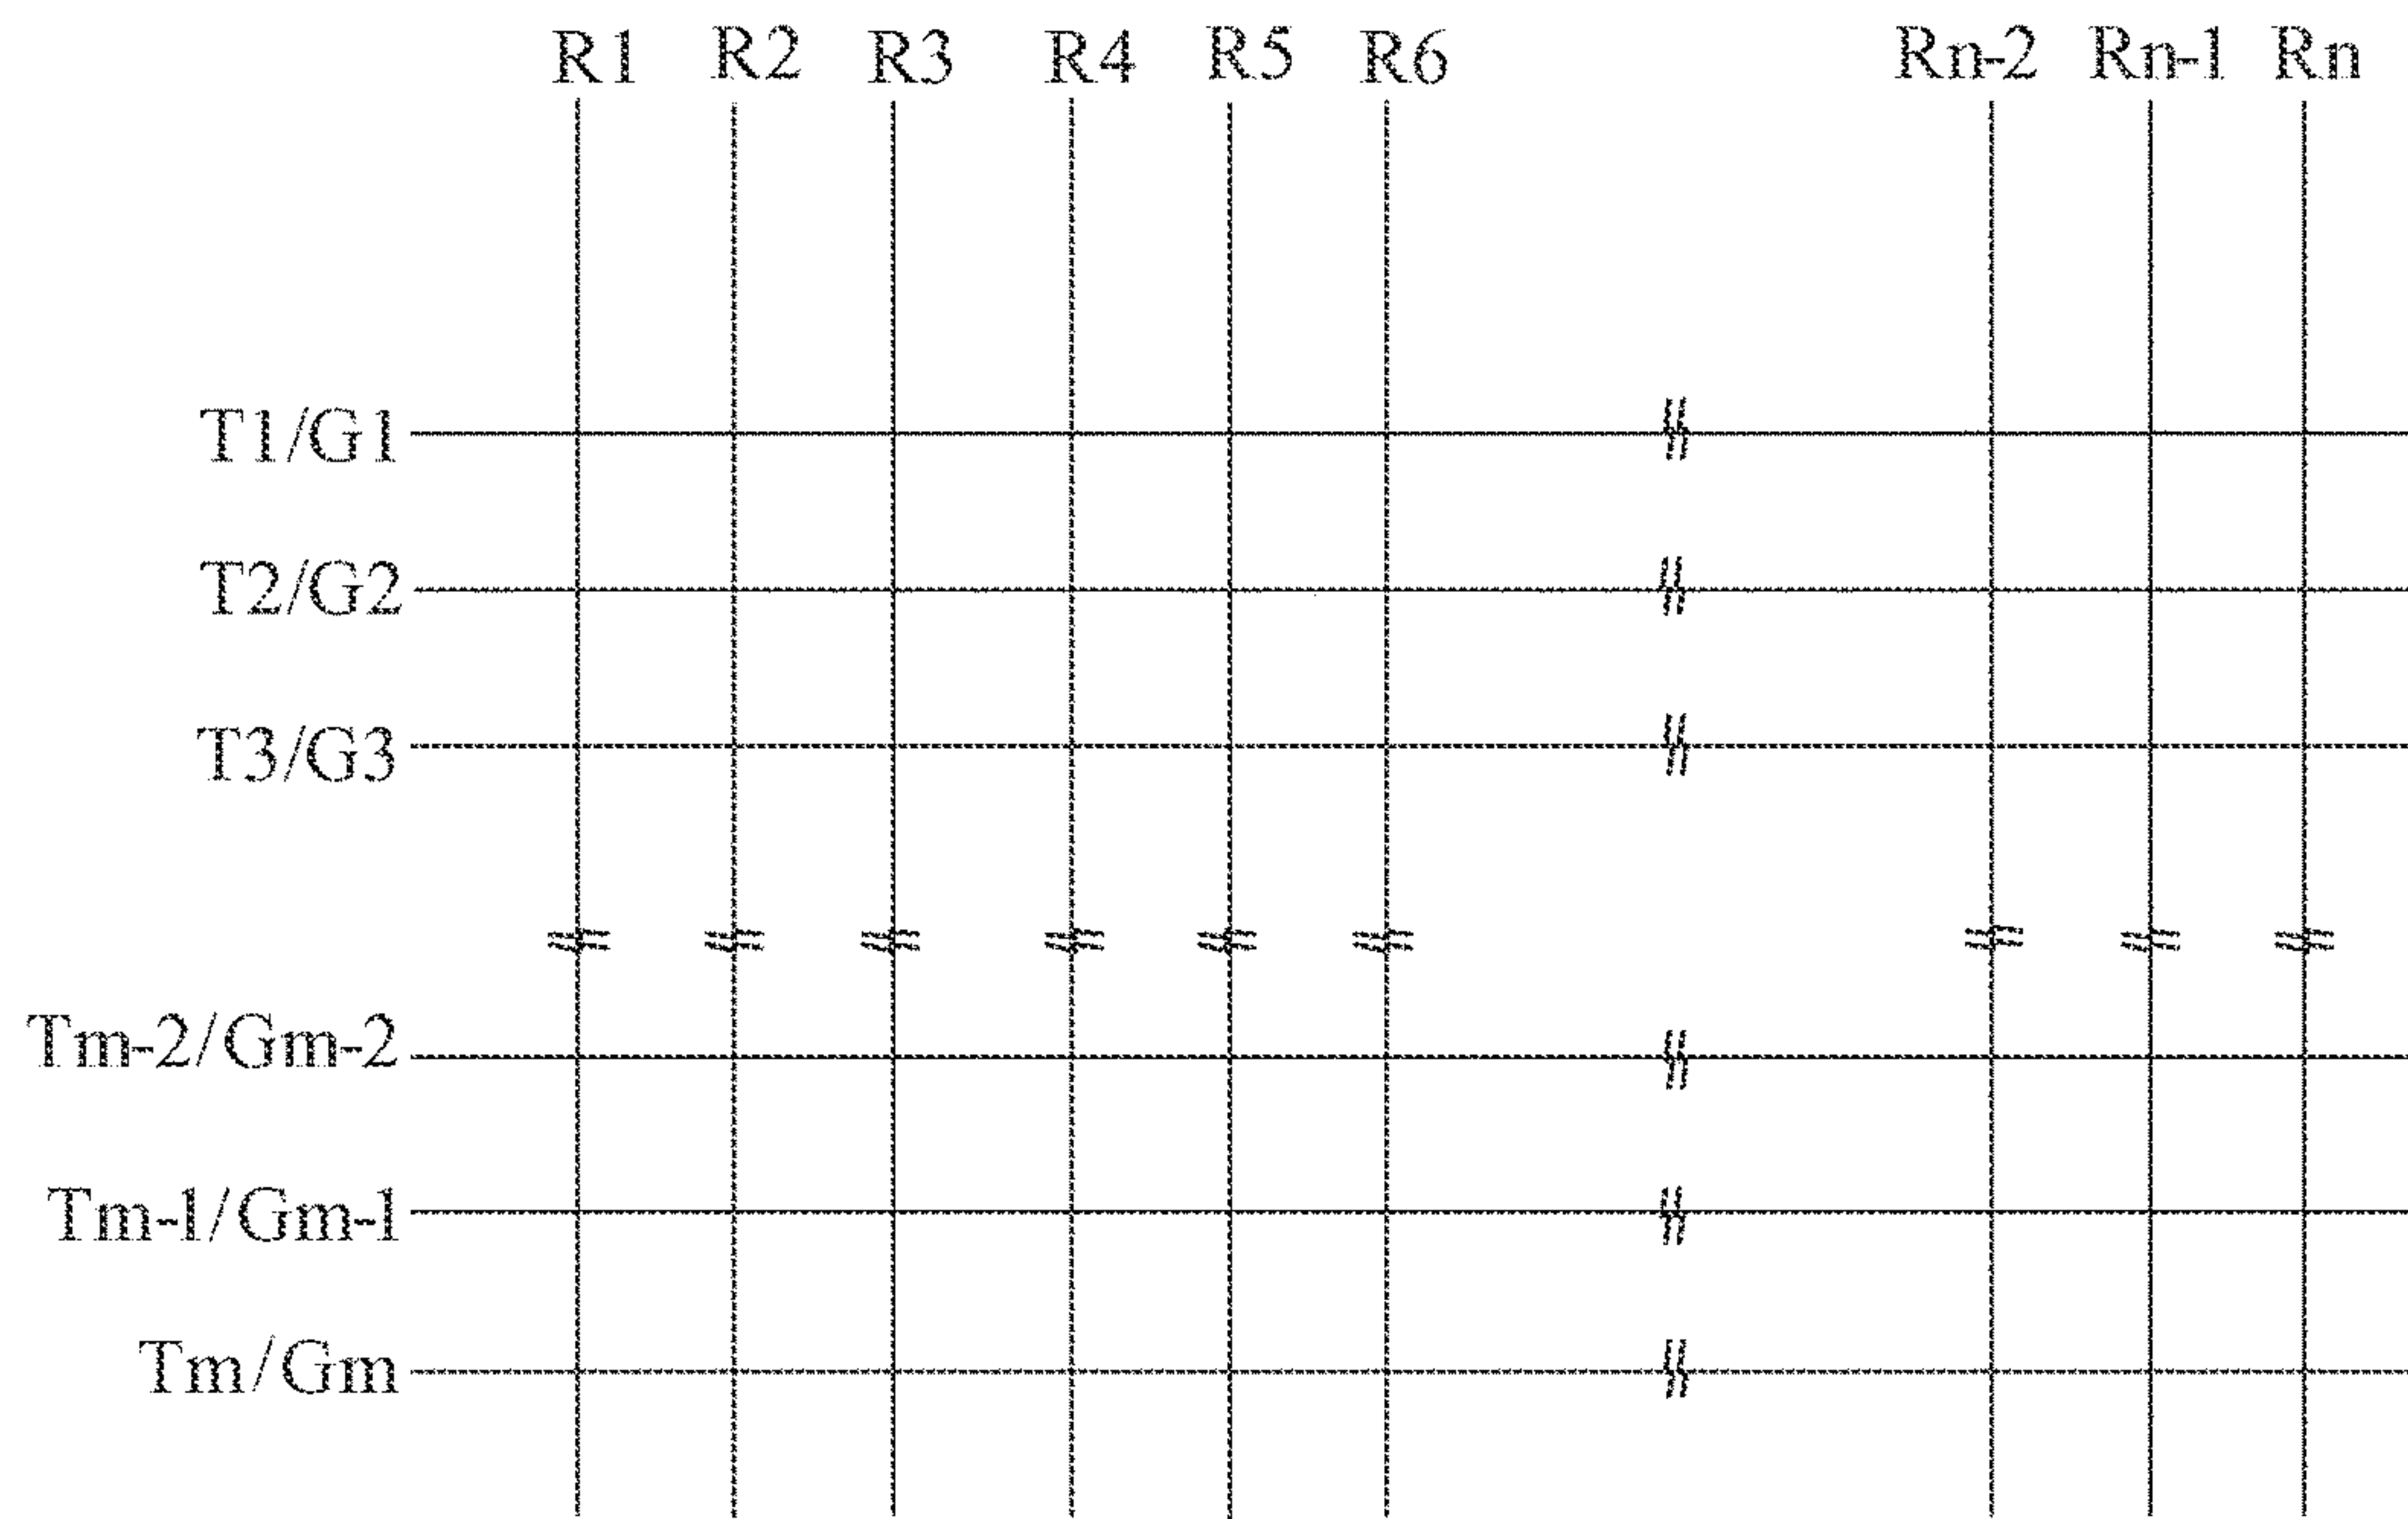 R1 R2 R3 R4 R5 R6 Rn-2 Rn-1 Rn
T1/G1
T2/G2
T3/G3
Tm-2/Gm-2
Tm-1/Gm-1
Tm/Gm